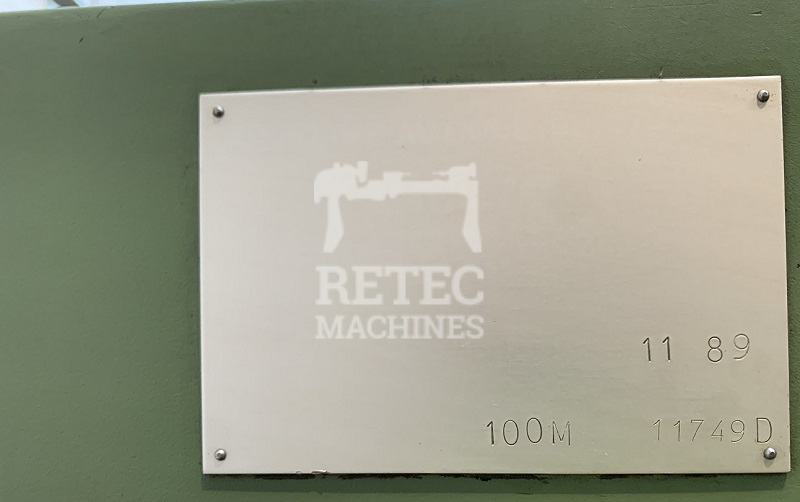 RETEC
MACHINES
11 89
100M 11749D